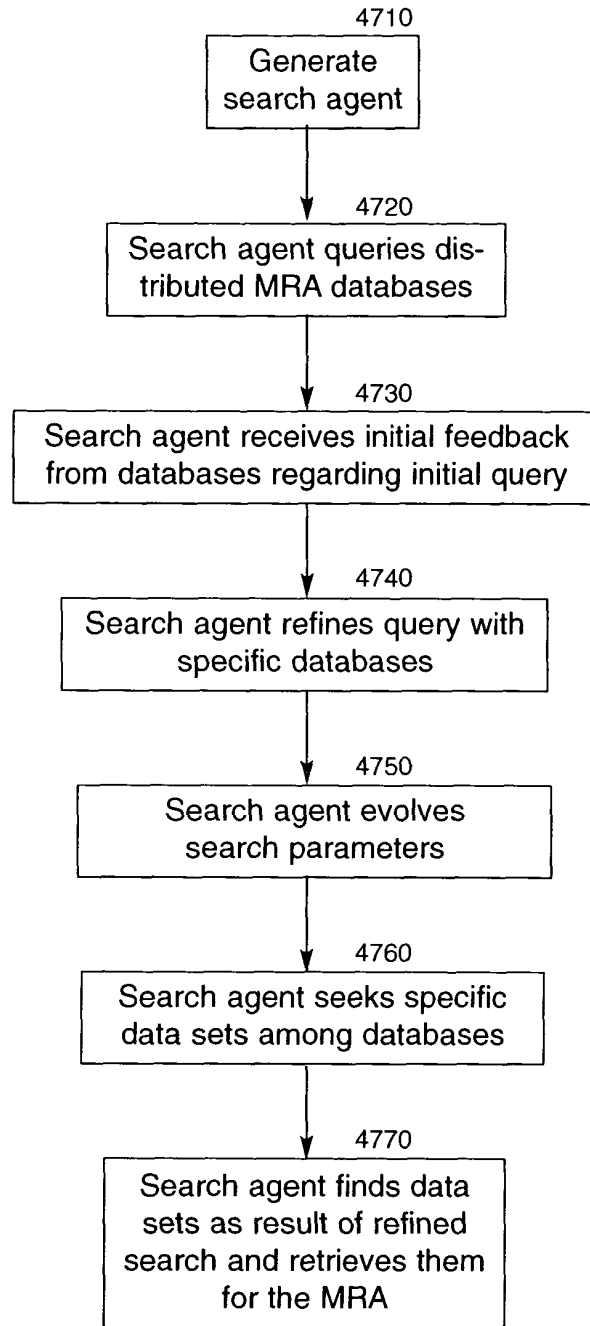 4710
Generate
search agent
4720
Search agent queries dis-
tributed MRA databases
4730
Search agent receives initial feedback
from databases regarding initial query
4740
Search agent refines query with
specific databases
4750
Search agent evolves
search parameters
4760
Search agent seeks specific
data sets among databases
4770
Search agent finds data
sets as result of refined
search and retrieves them
for the MRA